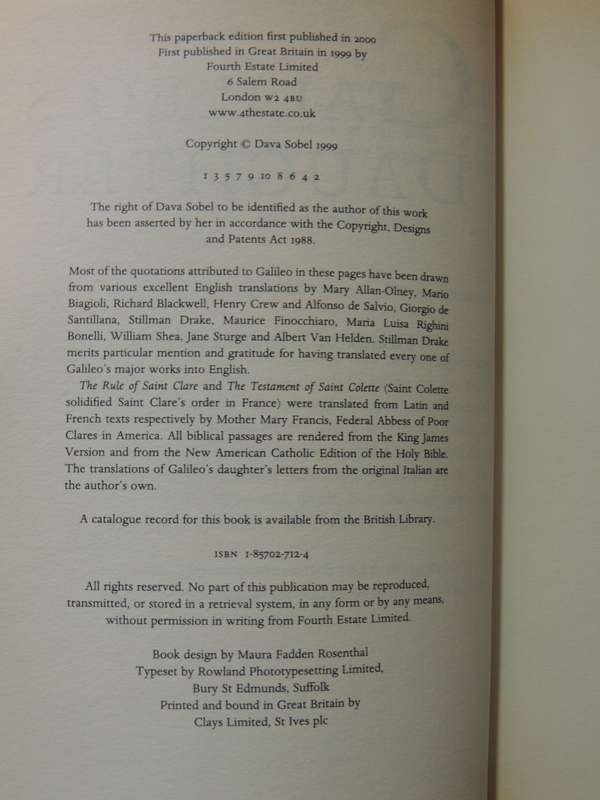 This paperback edition first published in 2000
First published in Great Britain in 1999 by
Fourth Estate Limited
6 Salem Road
London W2 4BU
www.4thestate.co.uk
Copyright © Dava Sobel 1999
1 3 5 7 9 10 8 6 4 2
The right of Dava Sobel to be identified as the author of this work
has been asserted by her in accordance with the Copyright, Designs
and Patents Act 1988.
Most of the quotations attributed to Galileo in these pages have been drawn
from various excellent English translations by Mary Allan-Olney, Mario
Biagioli, Richard Blackwell, Henry Crew and Alfonso de Salvio, Giorgio de
Santillana, Stillman Drake, Maurice Finocchiaro, Maria Luisa Righini
Bonelli, William Shea, Jane Sturge and Albert Van Helden. Stillman Drake
merits particular mention and gratitude for having translated every one of
Galileo's major works into English.
The Rule of Saint Clare and The Testament of Saint Colette (Saint Colette
solidified Saint Clare's order in France) were translated from Latin and
French texts respectively by Mother Mary Francis, Federal Abbess of Poor
Clares in America. All biblical passages are rendered from the King James
Version and from the New American Catholic Edition of the Holy Bible.
The translations of Galileo's daughter's letters from the original Italian are
the author's own.
A catalogue record for this book is available from the British Library.
ISBN 1-85702-712-4
All rights reserved. No part of this publication may be reproduced,
transmitted, or stored in a retrieval system, in any form or by any means,
without permission in writing from Fourth Estate Limited.
Book design by Maura Fadden Rosenthal
Typeset by Rowland Phototypesetting Limited,
Bury St Edmunds, Suffolk
Printed and bound in Great Britain by
Clays Limited, St Ives plc